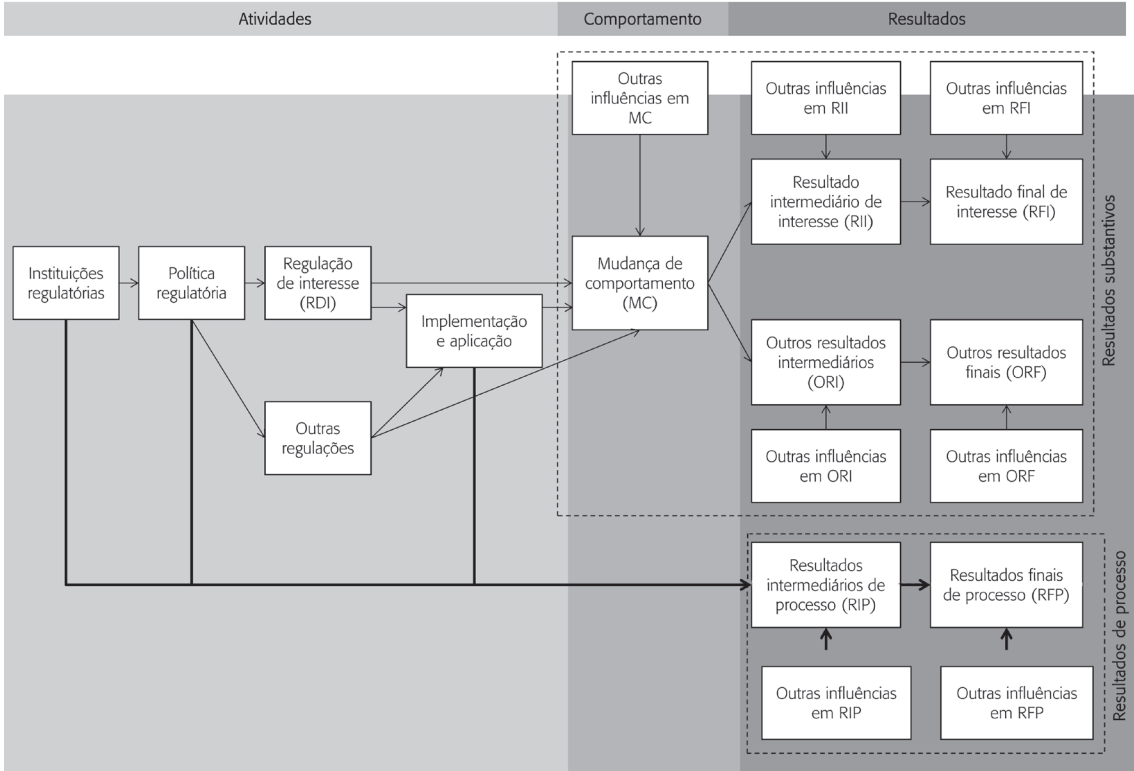 Atividades
Comportamento
Resultados
Outras
influências em
MC
Outras influências
em RII
Outras influências
em RFI
Resultado
intermediário de
interesse (RII)
Resultado final de
interesse (RFI)
Instituições
regulatórias
Política
regulatória
Regulação
de interesse
(RDI)
Implementação
e aplicação
Mudança de
comportamento
(MC)
Outras
regulações
Outros resultados
intermediários
(ORI)
Outros resultados
finais (ORF)
Outras influências
em ORI
Outras influências
em ORF
Resultados substantivos
Resultados
intermediários de
processo (RIP)
Resultados finais
de processo (RFP)
Outras influências
em RIP
Outras influências
em RFP
Resultados de processo